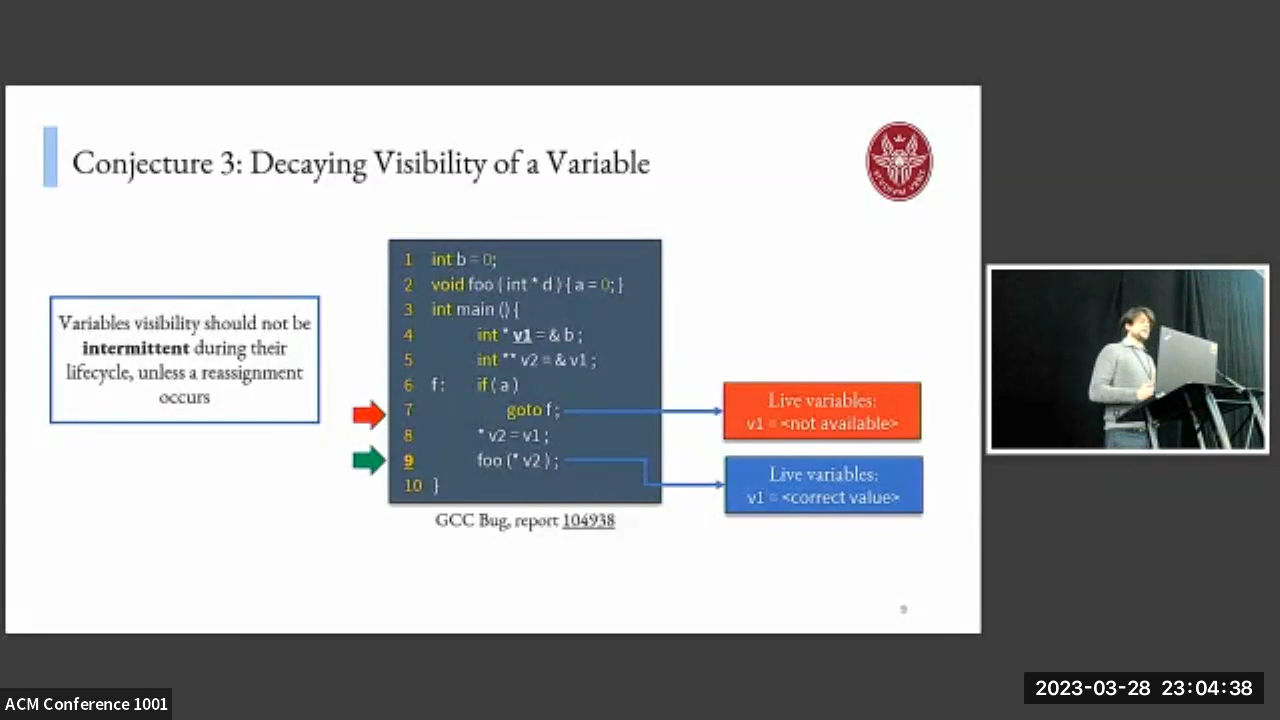 Conjecture 3: Decaying Visibility of a Variable
Variables visibility should not be
intermittent during their
lifecycle, unless a reassignment
occurs
1 int b = 0;
2 void foo ( int * d ) { a = 0; }
3 int main () {
4 int * v1 = & b ;
5 int ** v2 = & v1 ;
6 f: if ( a )
7 goto f ;
8 * v2 = v1 ;
9 foo (* v2 ) ;
10 }
Live variables:
v1 = <not available>
Live variables:
v1 = <correct value>
GCC Bug, report 104938
9
2023-03-28 23:04:38
ACM Conference 1001